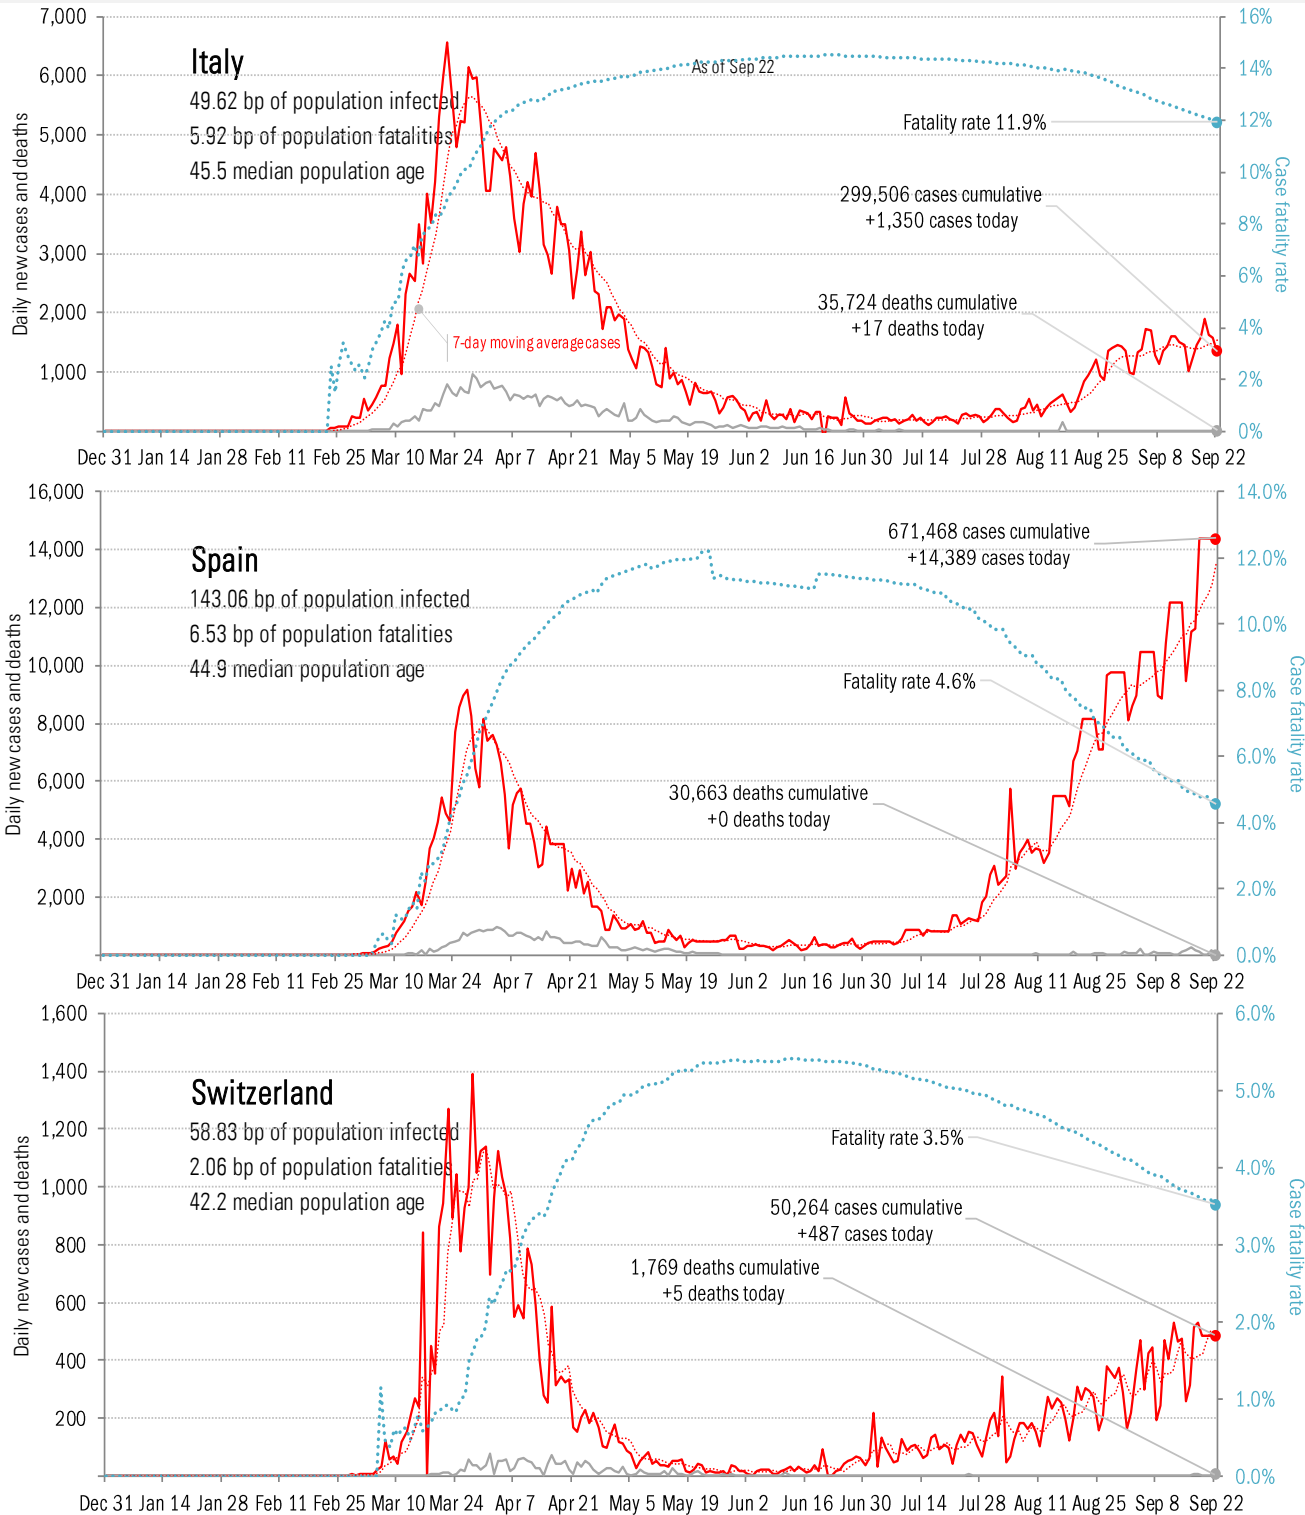 7,000
6,000
5,000
4,000
3,000
2,000
1,000
Daily new cases and deaths
Italy
49.62 bp of population infected
5.92 bp of population fatalities
45.5 median population age
As of Sep 22
Fatality rate 11.9%
299,506 cases cumulative
+1,350 cases today
35,724 deaths cumulative
+17 deaths today
7-day moving average cases
16%
14%
12%
10%
8%
6%
4%
2%
0%
Case fatality rate
Dec 31 Jan 14 Jan 28 Feb 11 Feb 25 Mar 10 Mar 24 Apr 7 Apr 21 May 5 May 19 Jun 2 Jun 16 Jun 30 Jul 14 Jul 28 Aug 11 Aug 25 Sep 8 Sep 22
16,000
14,000
12,000
10,000
8,000
6,000
4,000
2,000
Daily new cases and deaths
Spain
143.06 bp of population infected
6.53 bp of population fatalities
44.9 median population age
671,468 cases cumulative
+14,389 cases today
Fatality rate 4.6%
30,663 deaths cumulative
+0 deaths today
14.0%
12.0%
10.0%
8.0%
6.0%
4.0%
2.0%
0.0%
Case fatality rate
Dec 31 Jan 14 Jan 28 Feb 11 Feb 25 Mar 10 Mar 24 Apr 7 Apr 21 May 5 May 19 Jun 2 Jun 16 Jun 30 Jul 14 Jul 28 Aug 11 Aug 25 Sep 8 Sep 22
1,600
1,400
1,200
1,000
800
600
400
200
Daily new cases and deaths
Switzerland
58.83 bp of population infected
2.06 bp of population fatalities
42.2 median population age
Fatality rate 3.5%
50,264 cases cumulative
+487 cases today
1,769 deaths cumulative
+5 deaths today
6.0%
5.0%
4.0%
3.0%
2.0%
1.0%
0.0%
Case fatality rate
Dec 31 Jan 14 Jan 28 Feb 11 Feb 25 Mar 10 Mar 24 Apr 7 Apr 21 May 5 May 19 Jun 2 Jun 16 Jun 30 Jul 14 Jul 28 Aug 11 Aug 25 Sep 8 Sep 22